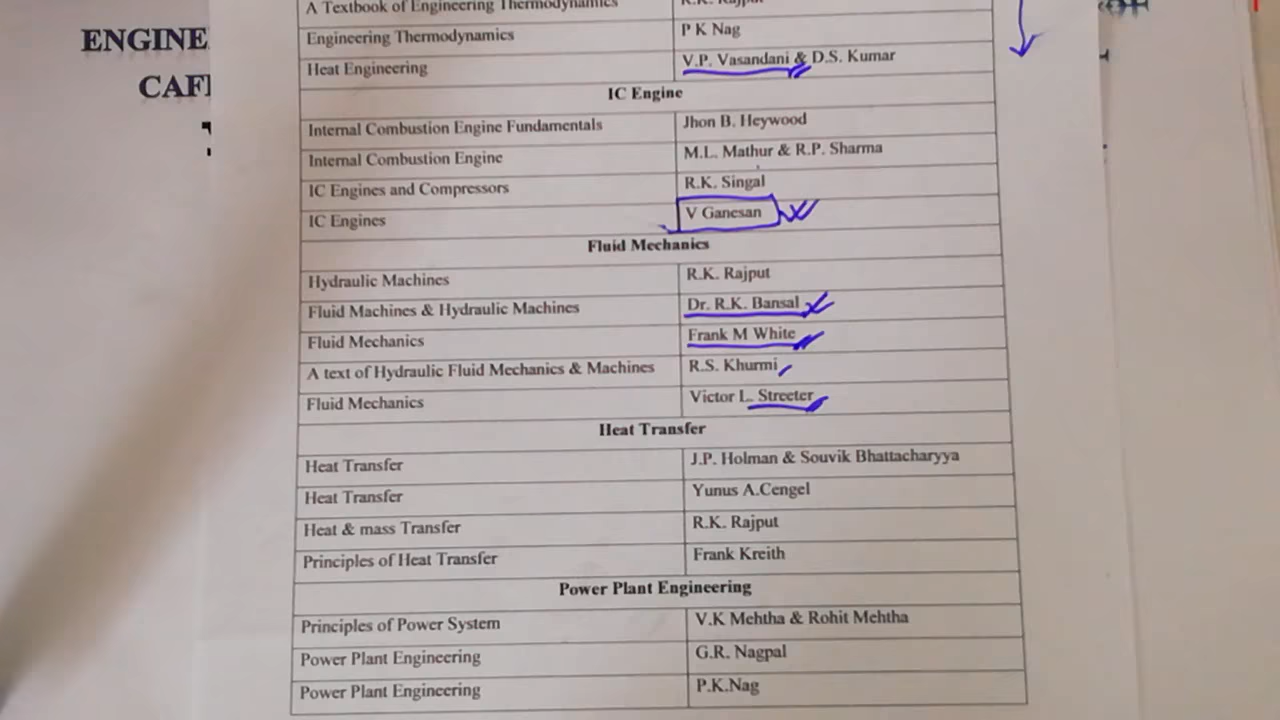 A Textbook of Engineering Thermodynamics R.K. Rajput
ENGINE
CAFE
Engineering Thermodynamics P K Nag
Heat Engineering V.P. Vasandani & D.S. Kumar
IC Engine
Internal Combustion Engine Fundamentals Jhon B. Heywood
Internal Combustion Engine M.L. Mathur & R.P. Sharma
IC Engines and Compressors R.K. Singal
IC Engines V Ganesan
Fluid Mechanics
Hydraulic Machines R.K. Rajput
Fluid Machines & Hydraulic Machines Dr. R.K. Bansal
Fluid Mechanics Frank M White
A text of Hydraulic Fluid Mechanics & Machines R.S. Khurmi
Fluid Mechanics Victor L. Streeter
Heat Transfer
Heat Transfer J.P. Holman & Souvik Bhattacharyya
Heat Transfer Yunus A.Cengel
Heat & mass Transfer R.K. Rajput
Principles of Heat Transfer Frank Kreith
Power Plant Engineering
Principles of Power System V.K Mehtha & Rohit Mehtha
Power Plant Engineering G.R. Nagpal
Power Plant Engineering P.K.Nag